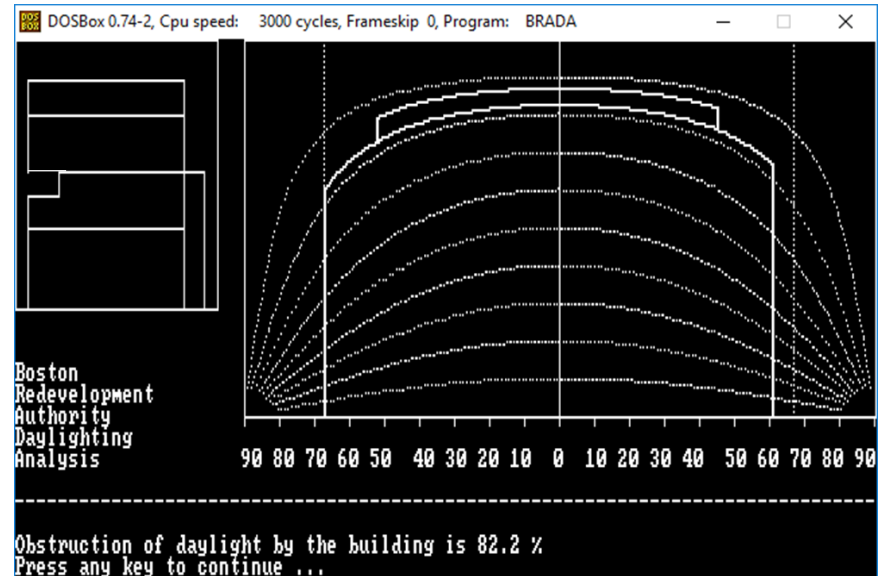 DOSBox 0.74-2, Cpu speed: 3000 cycles, Frameskip 0, Program: BRADA
Boston
Redevelopment
Authority
Daylighting
Analysis
90 80 70 60 50 40 30 20 10 0 10 20 30 40 50 60 70 80 90
Obstruction of daylight by the building is 82.2 %
Press any key to continue ...